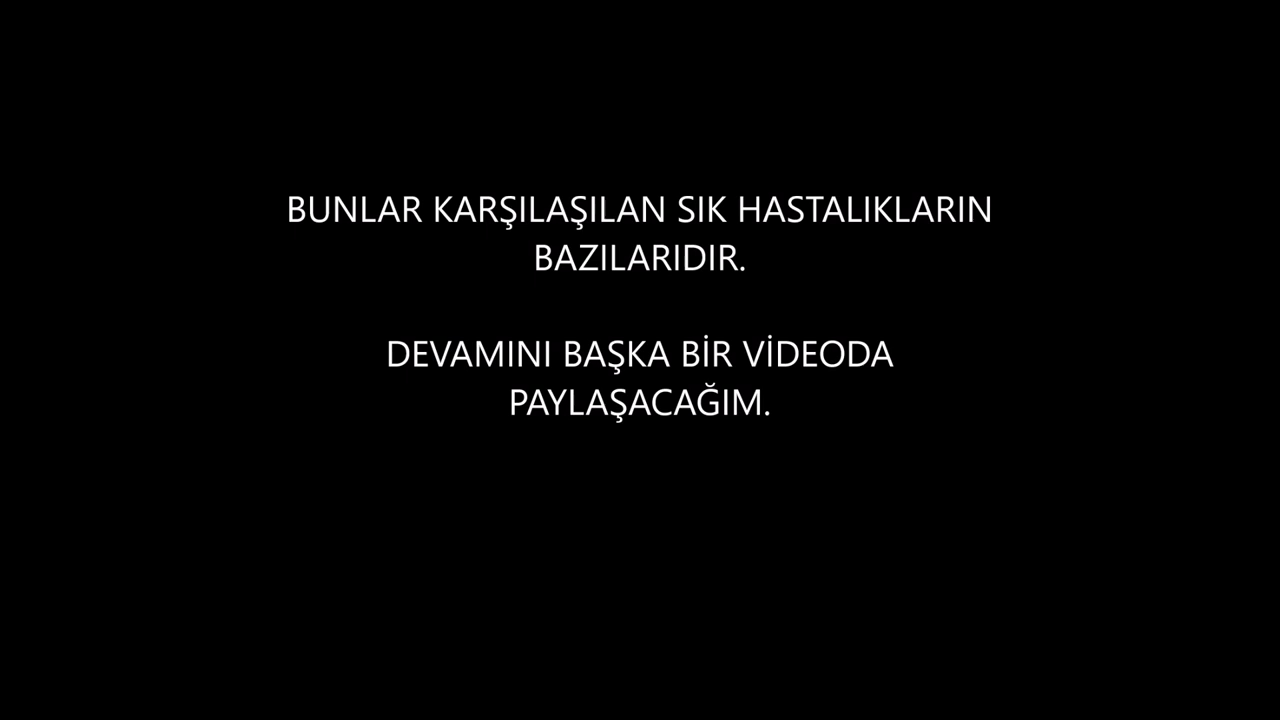 BUNLAR KARŞILAŞILAN SIK HASTALIKLARIN
BAZILARIDIR.
DEVAMINI BAŞKA BİR VİDEODA
PAYLAŞACAĞIM.